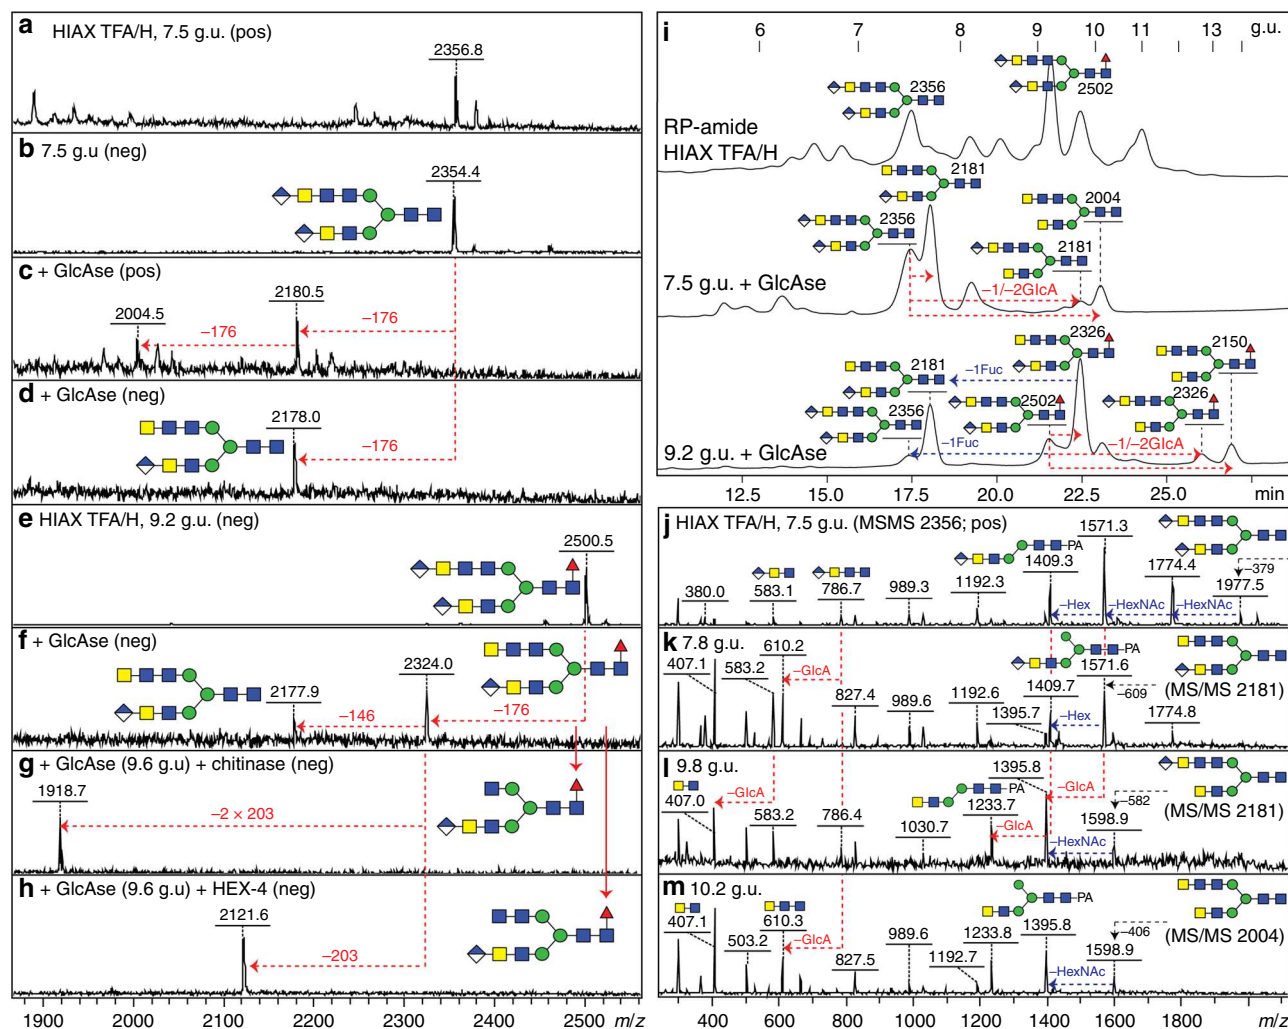 a HIAX TFA/H, 7.5 g.u. (pos)
2356.8
b 7.5 g.u (neg)
2354.4
c + GlcAse (pos)
2180.5
2004.5
–176
–176
d + GlcAse (neg)
2178.0
–176
e HIAX TFA/H, 9.2 g.u. (neg)
2500.5
f + GlcAse (neg)
2324.0
2177.9
–146
–176
g + GlcAse (9.6 g.u) + chitinase (neg)
1918.7
–2 × 203
h + GlcAse (9.6 g.u) + HEX-4 (neg)
2121.6
–203
1900 2000 2100 2200 2300 2400 2500 m/z
i 6 7 8 9 10 11 13 g.u.
2356
2502
RP-amide
HIAX TFA/H
2181
2356
2004
2181
7.5 g.u. + GlcAse
–1/–2GlcA
2326
2150
2181
–1Fuc
2502
2326
2356
–1Fuc
–1/–2GlcA
9.2 g.u. + GlcAse
12.5 15.0 17.5 20.0 22.5 25.0 min
j HIAX TFA/H, 7.5 g.u. (MSMS 2356; pos)
1571.3
PA
1409.3
–379
1774.4
1977.5
380.0 583.1 786.7 989.3 1192.3
–Hex –HexNAc –HexNAc
k 7.8 g.u.
PA
407.1 583.2 610.2
–GlcA
1571.6
–609
(MS/MS 2181)
827.4 989.6 1192.6 1395.7 1409.7
–Hex
1774.8
l 9.8 g.u.
PA
1395.8
407.0
–GlcA
583.2 786.4 1030.7 1233.7
–GlcA
–GlcA
–582
(MS/MS 2181)
1598.9
–HexNAc
m 10.2 g.u.
PA
407.1 503.2 610.3
–GlcA
827.5 989.6 1192.7 1233.8 1395.8
–406
(MS/MS 2004)
1598.9
–HexNAc
400 600 800 1000 1200 1400 1600 1800 m/z